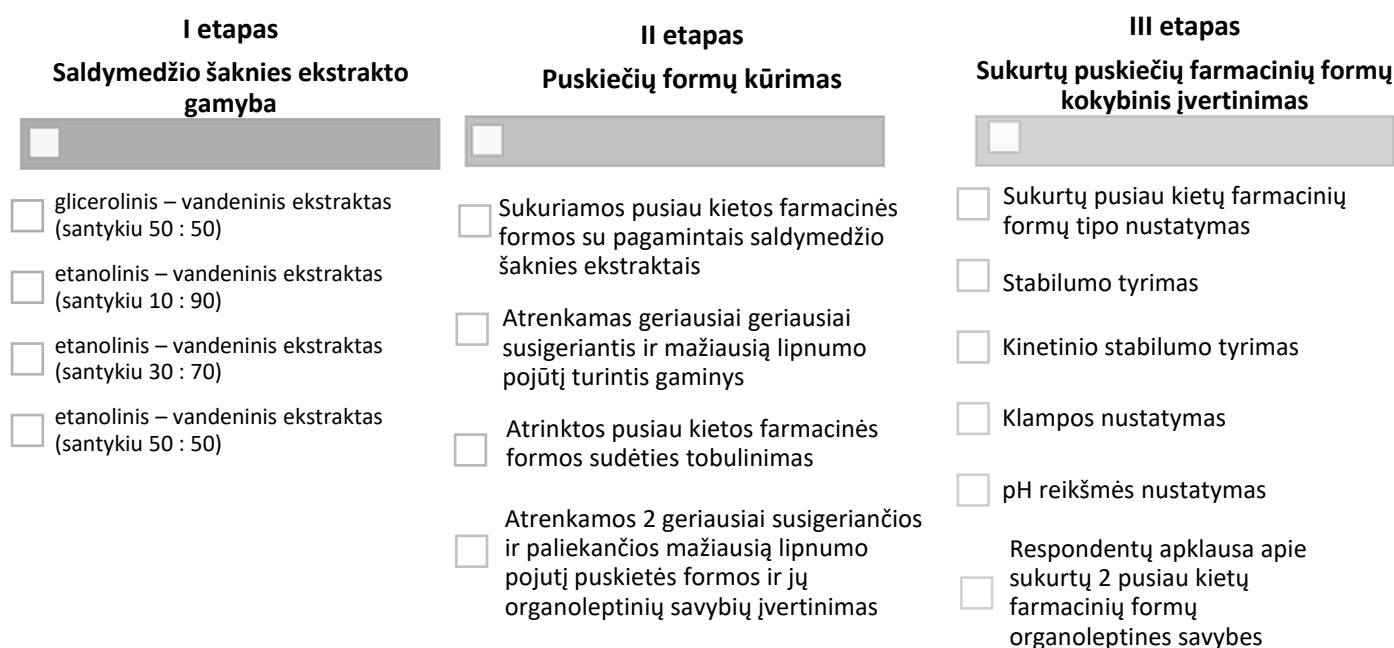 I etapas
Saldymedžio šaknies ekstrakto
gamyba
glicerolinis – vandeninis ekstraktas
(santykiu 50 : 50)
etanolinis – vandeninis ekstraktas
(santykiu 10 : 90)
etanolinis – vandeninis ekstraktas
(santykiu 30 : 70)
etanolinis – vandeninis ekstraktas
(santykiu 50 : 50)
II etapas
Puskiečių formų kūrimas
Sukuriamos pusiau kietos farmacinės
formos su pagamintais saldymedžio
šaknies ekstraktais
Atrenkamas geriausiai geriausiai
susigeriantis ir mažiausią lipnumo
pojūtį turintis gaminys
Atrinktos pusiau kietos farmacinės
formos sudėties tobulinimas
Atrenkamos 2 geriausiai susigeriančios
ir paliekančios mažiausią lipnumo
pojutį puskietės formos ir jų
organoleptinių savybių įvertinimas
III etapas
Sukurtų puskiečių farmacinių formų
kokybinis įvertinimas
Sukurtų pusiau kietų farmacinių
formų tipo nustatymas
Stabilumo tyrimas
Kinetinio stabilumo tyrimas
Klampos nustatymas
pH reikšmės nustatymas
Respondentų apklausa apie
sukurtų 2 pusiau kietų
farmacinių formų
organoleptines savybes